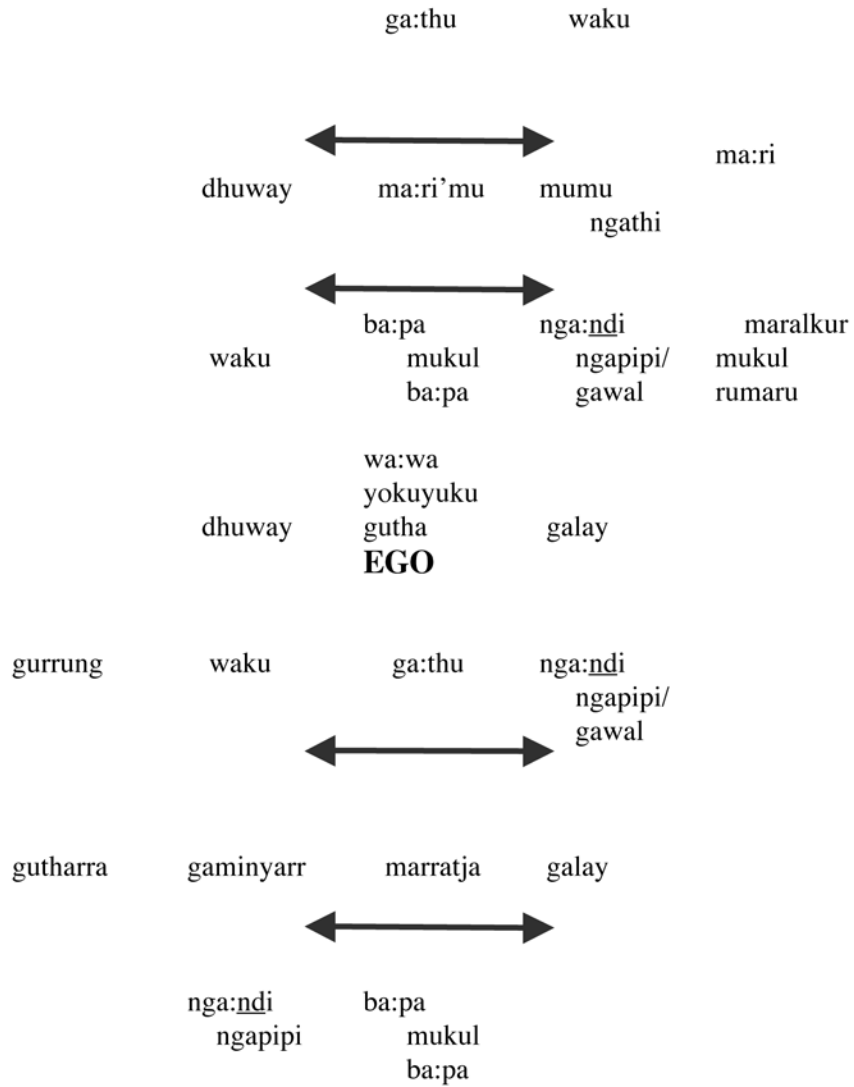 ga:thu waku
ma:ri
dhuway ma:ri’mu mumu
ngathi
ba:pa nga:ndi maralkur
waku mukul ngapipi/ mukul
ba:pa gawal rumaru
wa:wa
yokuyuku
dhuway gutha galay
EGO
gurrung waku ga:thu nga:ndi
ngapipi/
gawal
gutharra gaminyarr marratja galay
nga:ndi ba:pa
ngapipi mukul
ba:pa